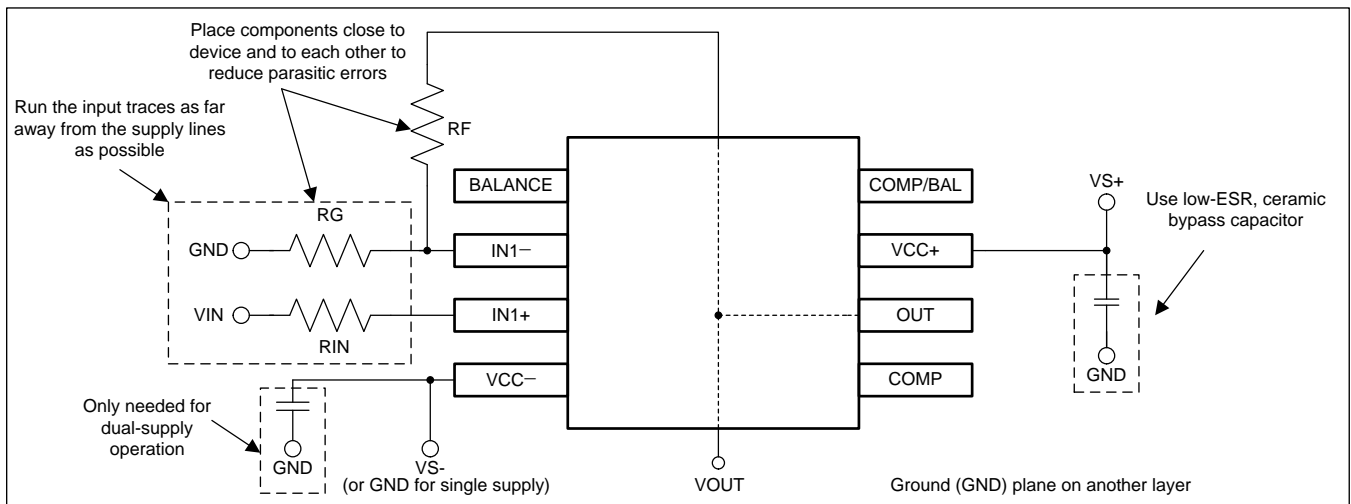 Place components close to
device and to each other to
reduce parasitic errors
Run the input traces as far
away from the supply lines
as possible
RF
BALANCE
COMP/BAL
VS+
Use low-ESR, ceramic
bypass capacitor
RG
GND
IN1−
VCC+
VIN
IN1+
OUT
RIN
GND
VCC−
COMP
Only needed for
dual-supply
operation
GND
VS-
(or GND for single supply)
VOUT
Ground (GND) plane on another layer